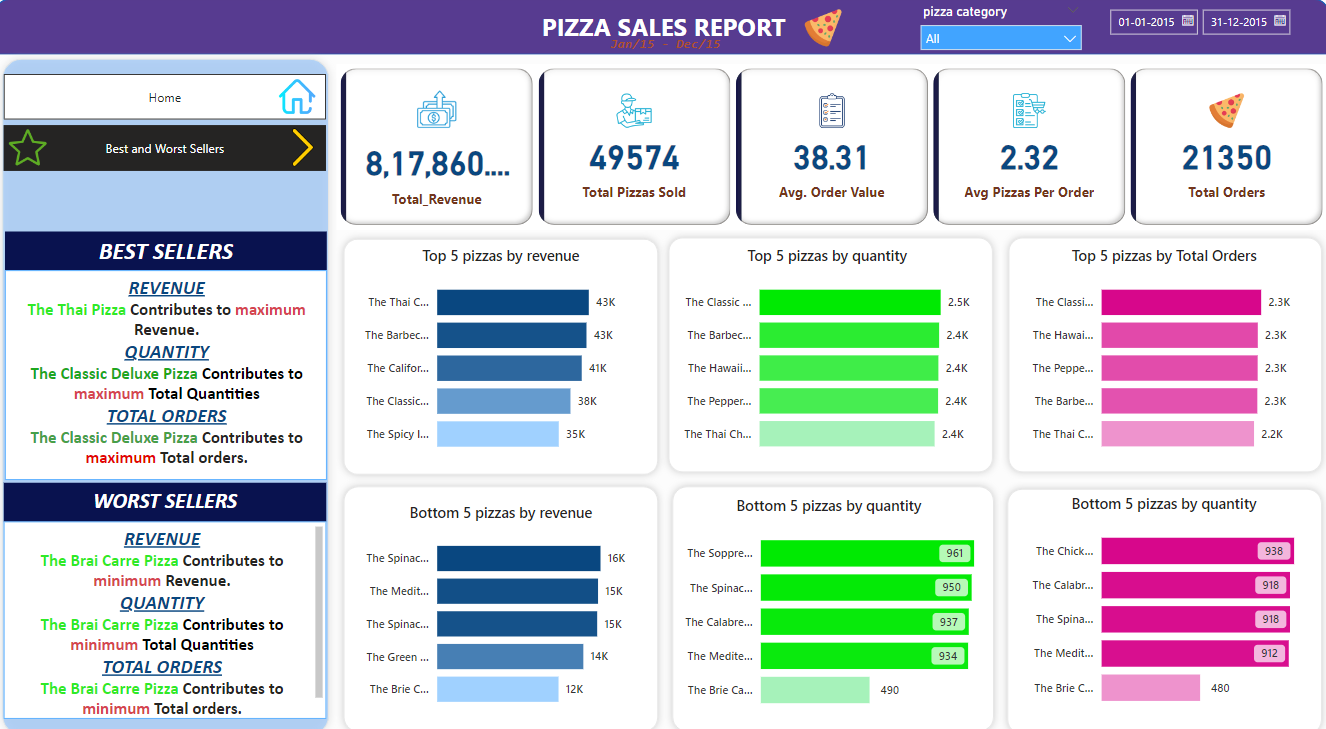 PIZZA SALES REPORT
Jan/15 - Dec/15
pizza category
All
01-01-2015
31-12-2015
Home
Best and Worst Sellers
8,17,860....
Total_Revenue
49574
Total Pizzas Sold
38.31
Avg. Order Value
2.32
Avg Pizzas Per Order
21350
Total Orders
BEST SELLERS
REVENUE
The Thai Pizza Contributes to maximum
Revenue.
QUANTITY
The Classic Deluxe Pizza Contributes to
maximum Total Quantities
TOTAL ORDERS
The Classic Deluxe Pizza Contributes to
maximum Total orders.
WORST SELLERS
REVENUE
The Brai Carre Pizza Contributes to
minimum Revenue.
QUANTITY
The Brai Carre Pizza Contributes to
minimum Total Quantities
TOTAL ORDERS
The Brai Carre Pizza Contributes to
minimum Total orders.
Top 5 pizzas by revenue
The Thai C... 43K
The Barbec... 43K
The Califor... 41K
The Classic... 38K
The Spicy I... 35K
Top 5 pizzas by quantity
The Classic ... 2.5K
The Barbec... 2.4K
The Hawaii... 2.4K
The Pepper... 2.4K
The Thai Ch... 2.4K
Top 5 pizzas by Total Orders
The Classi... 2.3K
The Hawai... 2.3K
The Peppe... 2.3K
The Barbe... 2.3K
The Thai C... 2.2K
Bottom 5 pizzas by revenue
The Spinac... 16K
The Medit... 15K
The Spinac... 15K
The Green ... 14K
The Brie C... 12K
Bottom 5 pizzas by quantity
The Soppre... 961
The Spinac... 950
The Calabre... 937
The Medite... 934
The Brie Ca... 490
Bottom 5 pizzas by quantity
The Chick... 938
The Calabr... 918
The Spina... 918
The Medit... 912
The Brie C... 480